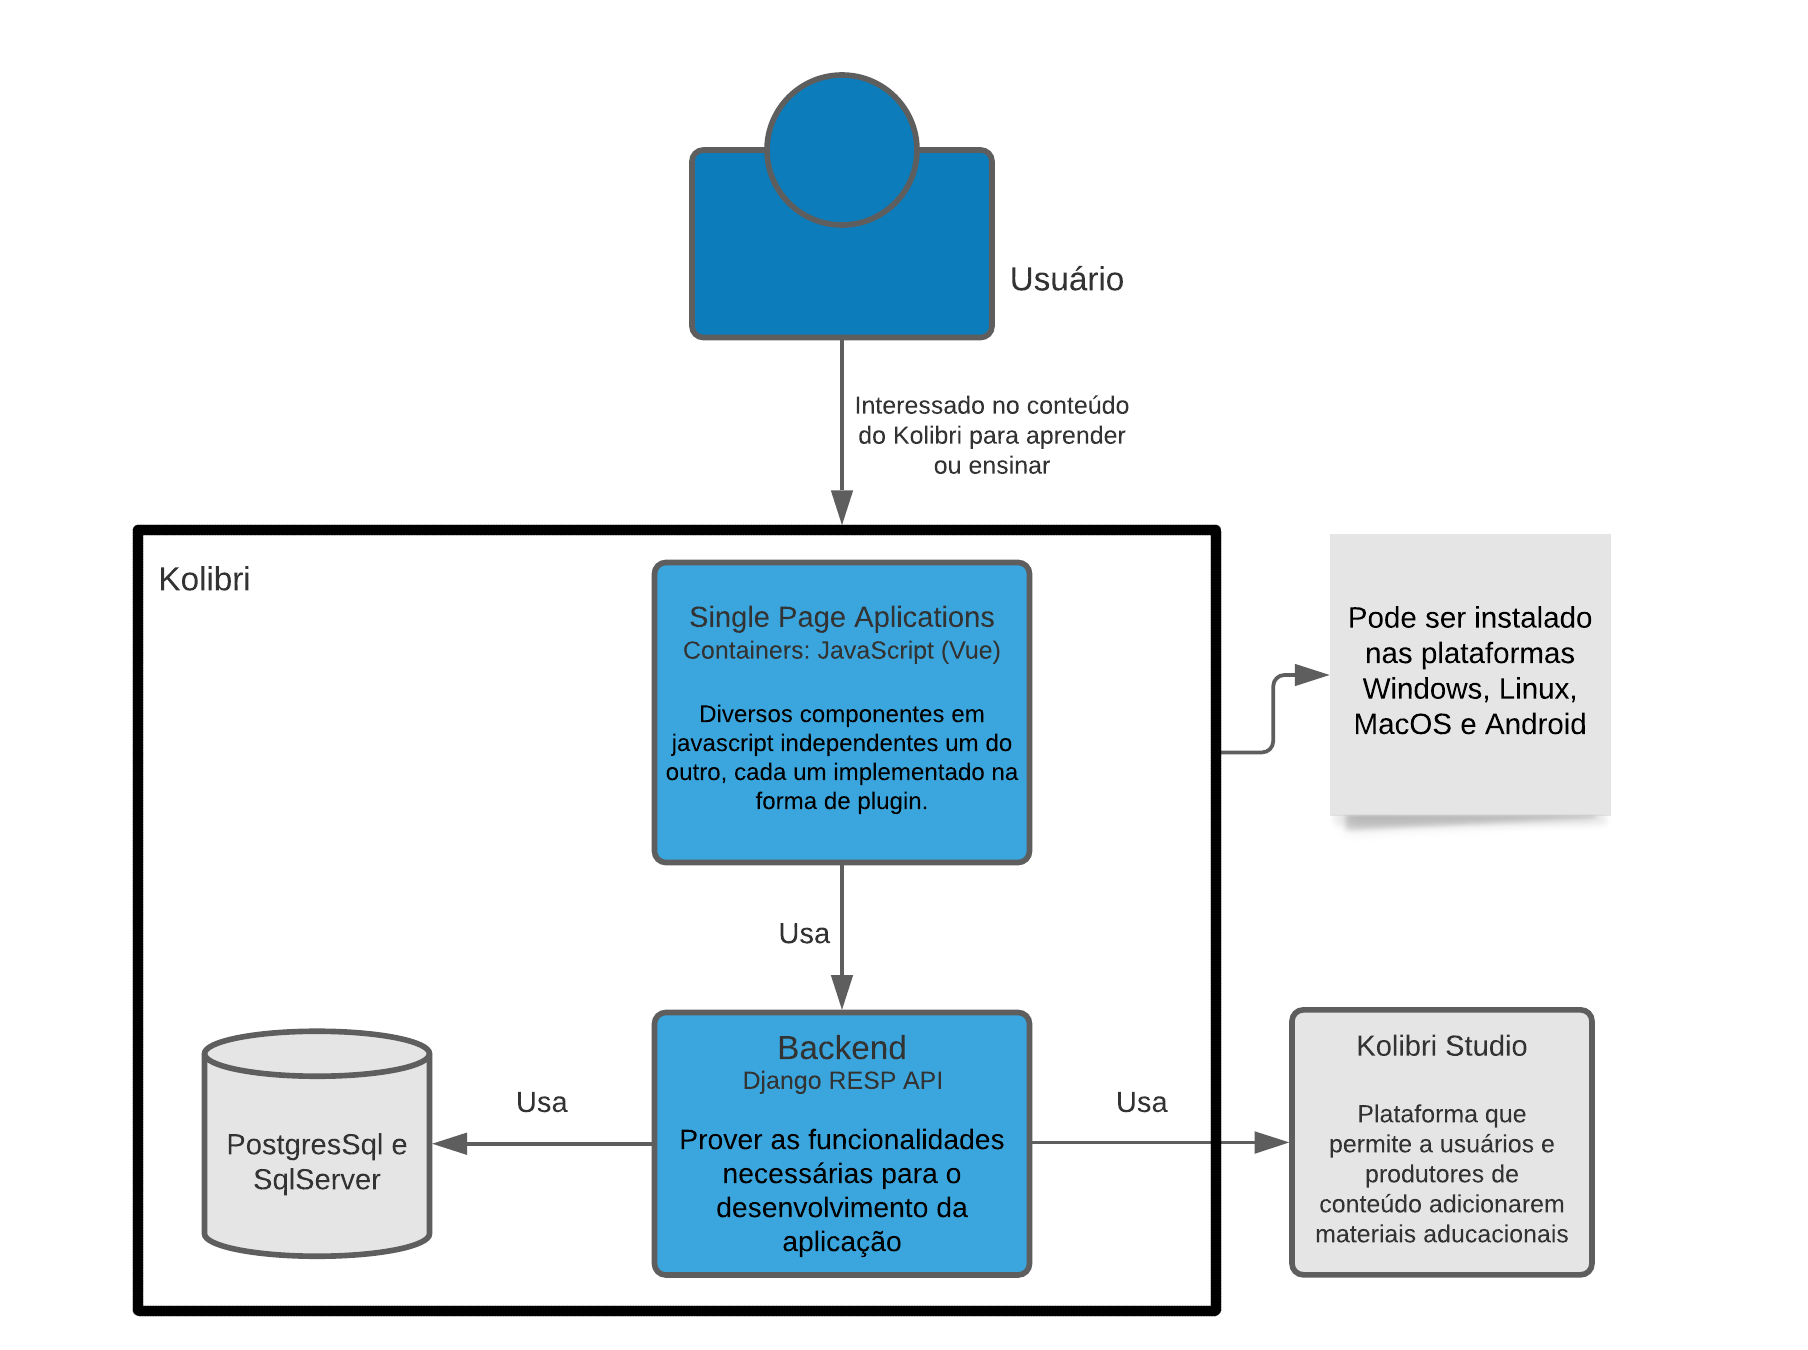 Usuário
Interessado no conteúdo
do Kolibri para aprender
ou ensinar
Kolibri
Single Page Aplications
Containers: JavaScript (Vue)
Diversos componentes em
javascript independentes um do
outro, cada um implementado na
forma de plugin.
Pode ser instalado
nas plataformas
Windows, Linux,
MacOS e Android
Usa
PostgresSql e
SqlServer
Usa
Backend
Django RESP API
Prover as funcionalidades
necessárias para o
desenvolvimento da
aplicação
Usa
Kolibri Studio
Plataforma que
permite a usuários e
produtores de
conteúdo adicionarem
materiais aducacionais